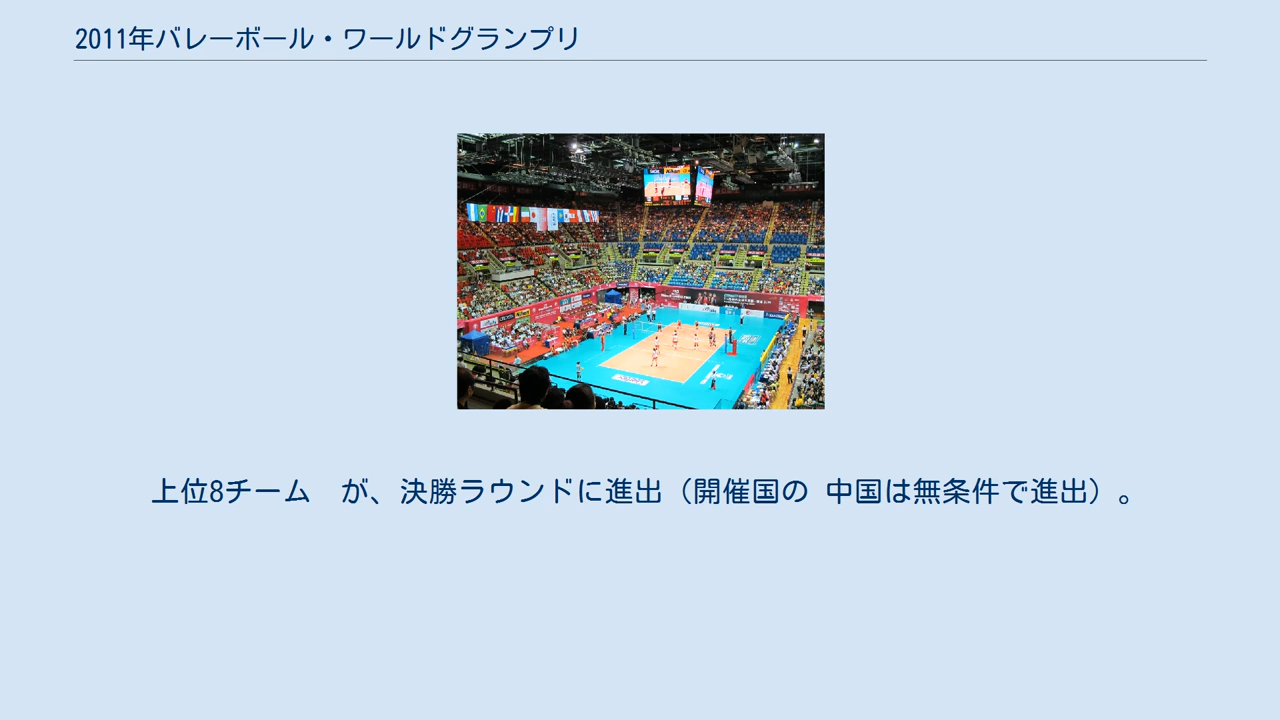 2011年バレーボール・ワールドグランプリ
上位8チーム　が、決勝ラウンドに進出（開催国の 中国は無条件で進出）。